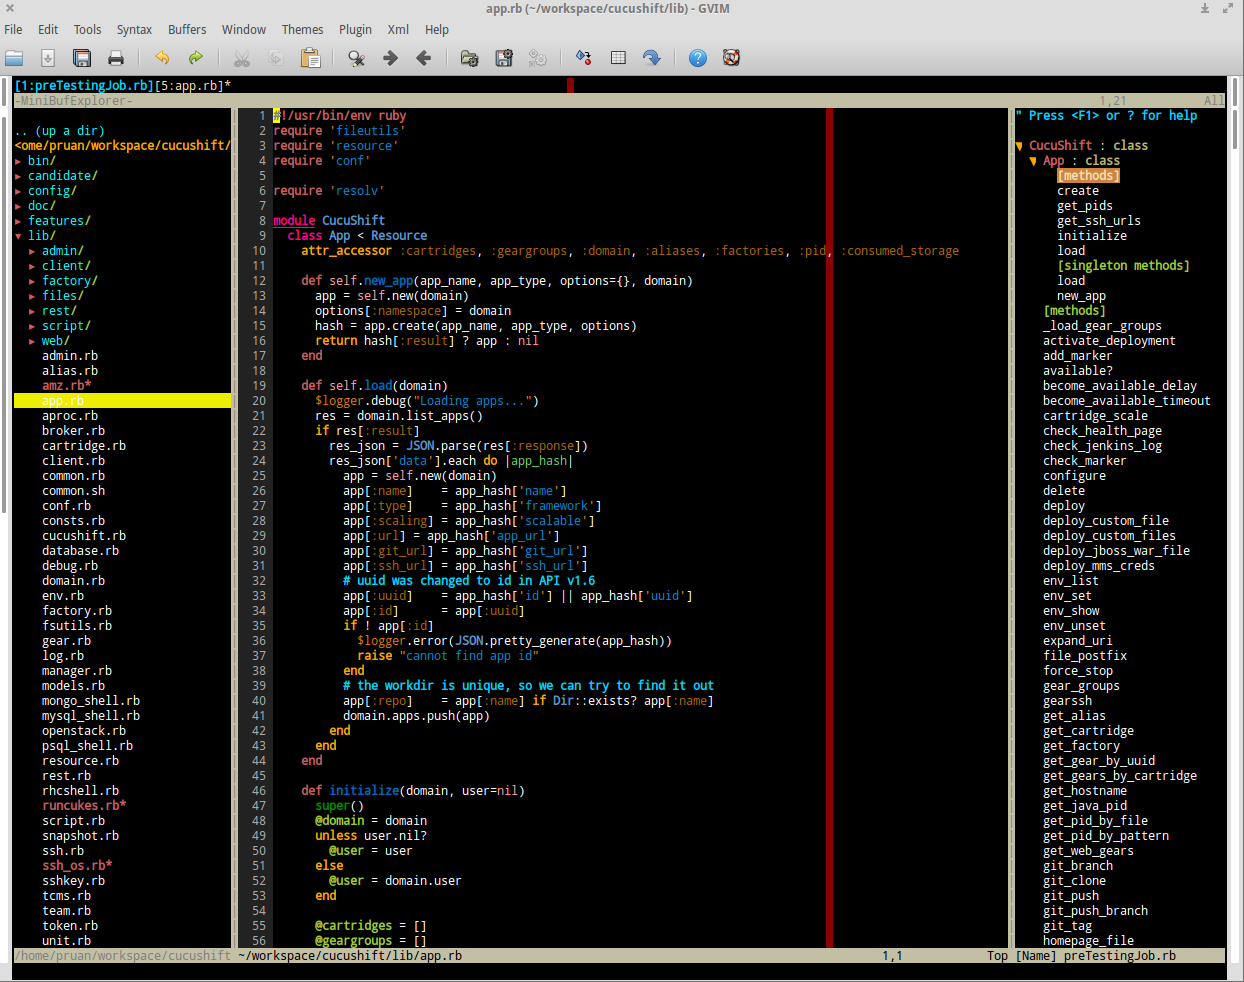 app.rb (~/workspace/cucushift/lib) - GVIM
File Edit Tools Syntax Buffers Window Themes Plugin Xml Help
[1:preTestingJob.rb][5:app.rb]*
-MiniBufExplorer- 1,21 All
.. (up a dir)
<ome/pruan/workspace/cucushift/
▸ bin/
▸ candidate/
▸ config/
▸ doc/
▸ features/
▾ lib/
▸ admin/
▸ client/
▸ factory/
▸ files/
▸ rest/
▸ script/
▸ web/
admin.rb
alias.rb
amz.rb*
app.rb
aproc.rb
broker.rb
cartridge.rb
client.rb
common.rb
common.sh
conf.rb
consts.rb
cucushift.rb
database.rb
debug.rb
domain.rb
env.rb
factory.rb
fsutils.rb
gear.rb
log.rb
manager.rb
models.rb
mongo_shell.rb
mysql_shell.rb
openstack.rb
psql_shell.rb
resource.rb
rest.rb
rhcshell.rb
runcukes.rb*
script.rb
snapshot.rb
ssh.rb
ssh_os.rb*
sshkey.rb
tcms.rb
team.rb
token.rb
unit.rb
/home/pruan/workspace/cucushift
1 #!/usr/bin/env ruby
2 require 'fileutils'
3 require 'resource'
4 require 'conf'
5
6 require 'resolv'
7
8 module CucuShift
9   class App < Resource
10     attr_accessor :cartridges, :geargroups, :domain, :aliases, :factories, :pid, :consumed_storage
11
12     def self.new_app(app_name, app_type, options={}, domain)
13       app = self.new(domain)
14       options[:namespace] = domain
15       hash = app.create(app_name, app_type, options)
16       return hash[:result] ? app : nil
17     end
18
19     def self.load(domain)
20       $logger.debug("Loading apps...")
21       res = domain.list_apps()
22       if res[:result]
23         res_json = JSON.parse(res[:response])
24         res_json['data'].each do |app_hash|
25           app = self.new(domain)
26           app[:name]    = app_hash['name']
27           app[:type]    = app_hash['framework']
28           app[:scaling] = app_hash['scalable']
29           app[:url] = app_hash['app_url']
30           app[:git_url] = app_hash['git_url']
31           app[:ssh_url] = app_hash['ssh_url']
32           # uuid was changed to id in API v1.6
33           app[:uuid]    = app_hash['id'] || app_hash['uuid']
34           app[:id]      = app[:uuid]
35           if ! app[:id]
36             $logger.error(JSON.pretty_generate(app_hash))
37             raise "cannot find app id"
38           end
39           # the workdir is unique, so we can try to find it out
40           app[:repo]    = app[:name] if Dir::exists? app[:name]
41           domain.apps.push(app)
42         end
43       end
44     end
45
46     def initialize(domain, user=nil)
47       super()
48       @domain = domain
49       unless user.nil?
50         @user = user
51       else
52         @user = domain.user
53       end
54
55       @cartridges = []
56       @geargroups = []
~/workspace/cucushift/lib/app.rb 1,1 Top
" Press <F1> or ? for help
▼ CucuShift : class
▼ App : class
[methods]
create
get_pids
get_ssh_urls
initialize
load
[singleton methods]
load
new_app
[methods]
_load_gear_groups
activate_deployment
add_marker
available?
become_available_delay
become_available_timeout
cartridge_scale
check_health_page
check_jenkins_log
check_marker
configure
delete
deploy
deploy_custom_file
deploy_custom_files
deploy_jboss_war_file
deploy_mms_creds
env_list
env_set
env_show
env_unset
expand_uri
file_postfix
force_stop
gear_groups
gearssh
get_alias
get_cartridge
get_factory
get_gear_by_uuid
get_gears_by_cartridge
get_hostname
get_java_pid
get_pid_by_file
get_pid_by_pattern
get_web_gears
git_branch
git_clone
git_push
git_push_branch
git_tag
homepage_file
[Name] preTestingJob.rb